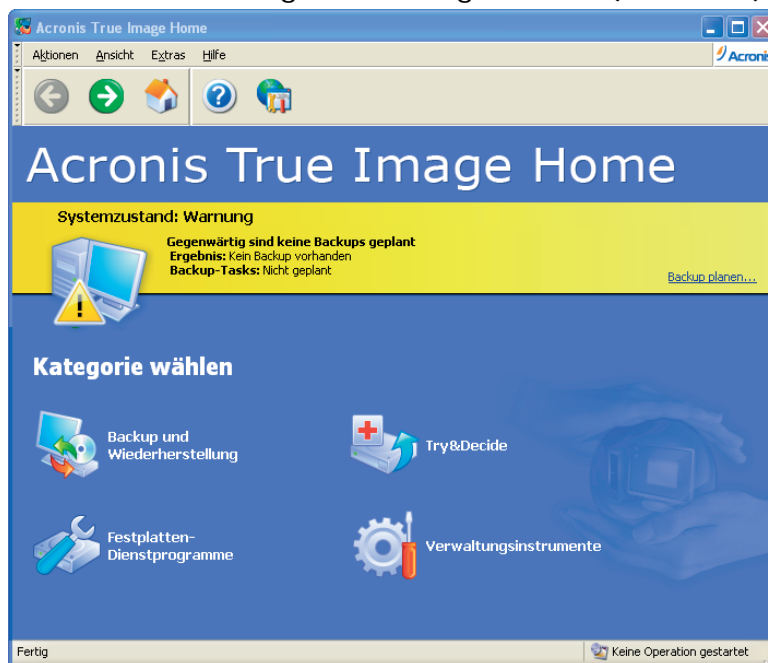 Acronis True Image Home
Aktionen Ansicht Extras Hilfe
Acronis
Acronis True Image Home
Systemzustand: Warnung
Gegenwärtig sind keine Backups geplant
Ergebnis: Kein Backup vorhanden
Backup-Tasks: Nicht geplant
Backup planen...
Kategorie wählen
Backup und
Wiederherstellung
Try&Decide
Festplatten-
Dienstprogramme
Verwaltungsinstrumente
Fertig
Keine Operation gestartet